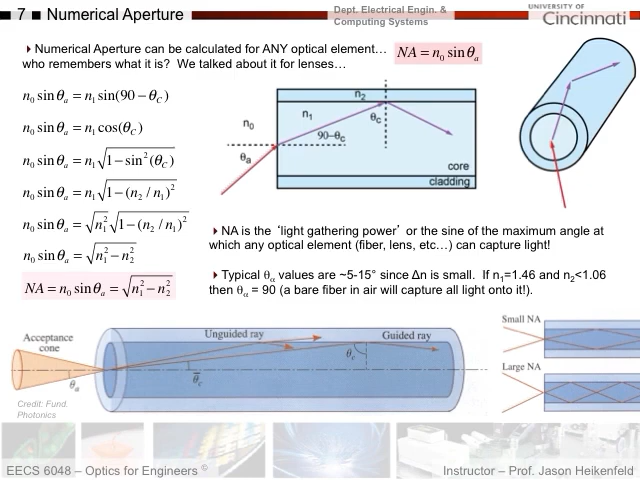 7 Numerical Aperture
Dept. Electrical Engin. &
Computing Systems
UNIVERSITY OF
Cincinnati
Numerical Aperture can be calculated for ANY optical element…
who remembers what it is? We talked about it for lenses…
NA = n₀ sin θₐ
n₀ sin θₐ = n₁ sin(90 − θ_C)
n₀ sin θₐ = n₁ cos(θ_C)
n₀ sin θₐ = n₁ √(1 − sin²(θ_C))
n₀ sin θₐ = n₁ √(1 − (n₂ / n₁)²)
n₀ sin θₐ = √(n₁²) √(1 − (n₂ / n₁)²)
n₀ sin θₐ = √(n₁² − n₂²)
NA = n₀ sin θₐ = √(n₁² − n₂²)
n₂
n₁
θc
n₀
90-θc
θa
core
cladding
NA is the ‘light gathering power’ or the sine of the maximum angle at
which any optical element (fiber, lens, etc…) can capture light!
Typical θα values are ~5-15° since Δn is small. If n₁=1.46 and n₂<1.06
then θα = 90 (a bare fiber in air will capture all light onto it!).
Acceptance
cone
θa
Unguided ray
Guided ray
θc
θ̅c
Small NA
Large NA
Credit: Fund.
Photonics
EECS 6048 – Optics for Engineers ©
Instructor – Prof. Jason Heikenfeld